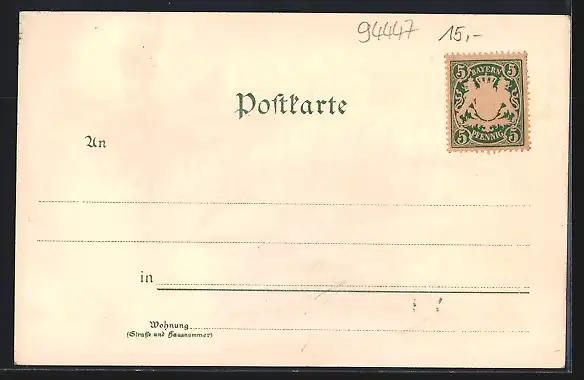 94447 15,-
5 5
BAYERN
Postkarte
5 5
PFENNIG
An
in
Wohnung
(Straße und Hausnummer)